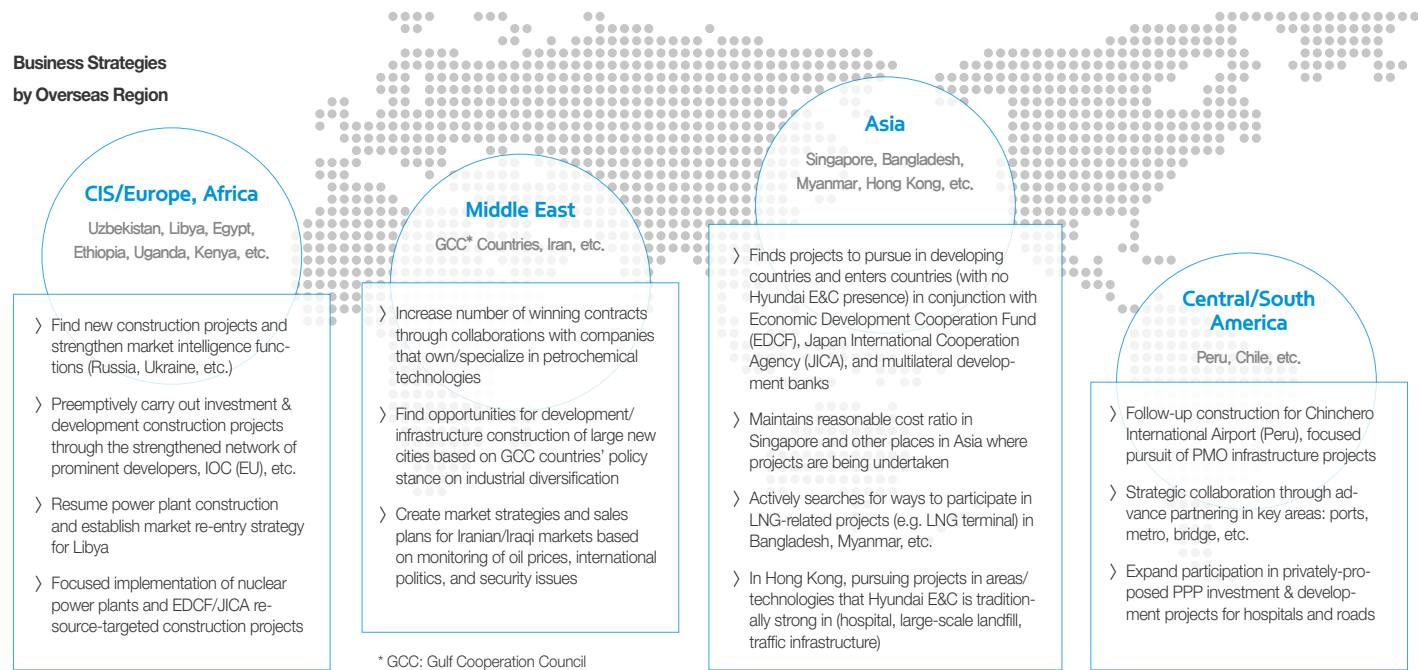 Business Strategies
by Overseas Region
CIS/Europe, Africa
Uzbekistan, Libya, Egypt,
Ethiopia, Uganda, Kenya, etc.
〉 Find new construction projects and
strengthen market intelligence func-
tions (Russia, Ukraine, etc.)
〉 Preemptively carry out investment &
development construction projects
through the strengthened network of
prominent developers, IOC (EU), etc.
〉 Resume power plant construction
and establish market re-entry strategy
for Libya
〉 Focused implementation of nuclear
power plants and EDCF/JICA re-
source-targeted construction projects
Middle East
GCC* Countries, Iran, etc.
〉 Increase number of winning contracts
through collaborations with companies
that own/specialize in petrochemical
technologies
〉 Find opportunities for development/
infrastructure construction of large new
cities based on GCC countries' policy
stance on industrial diversification
〉 Create market strategies and sales
plans for Iranian/Iraqi markets based
on monitoring of oil prices, international
politics, and security issues
* GCC: Gulf Cooperation Council
Asia
Singapore, Bangladesh,
Myanmar, Hong Kong, etc.
〉 Finds projects to pursue in developing
countries and enters countries (with no
Hyundai E&C presence) in conjunction with
Economic Development Cooperation Fund
(EDCF), Japan International Cooperation
Agency (JICA), and multilateral develop-
ment banks
〉 Maintains reasonable cost ratio in
Singapore and other places in Asia where
projects are being undertaken
〉 Actively searches for ways to participate in
LNG-related projects (e.g. LNG terminal) in
Bangladesh, Myanmar, etc.
〉 In Hong Kong, pursuing projects in areas/
technologies that Hyundai E&C is tradition-
ally strong in (hospital, large-scale landfill,
traffic infrastructure)
Central/South
America
Peru, Chile, etc.
〉 Follow-up construction for Chinchero
International Airport (Peru), focused
pursuit of PMO infrastructure projects
〉 Strategic collaboration through ad-
vance partnering in key areas: ports,
metro, bridge, etc.
〉 Expand participation in privately-pro-
posed PPP investment & develop-
ment projects for hospitals and roads